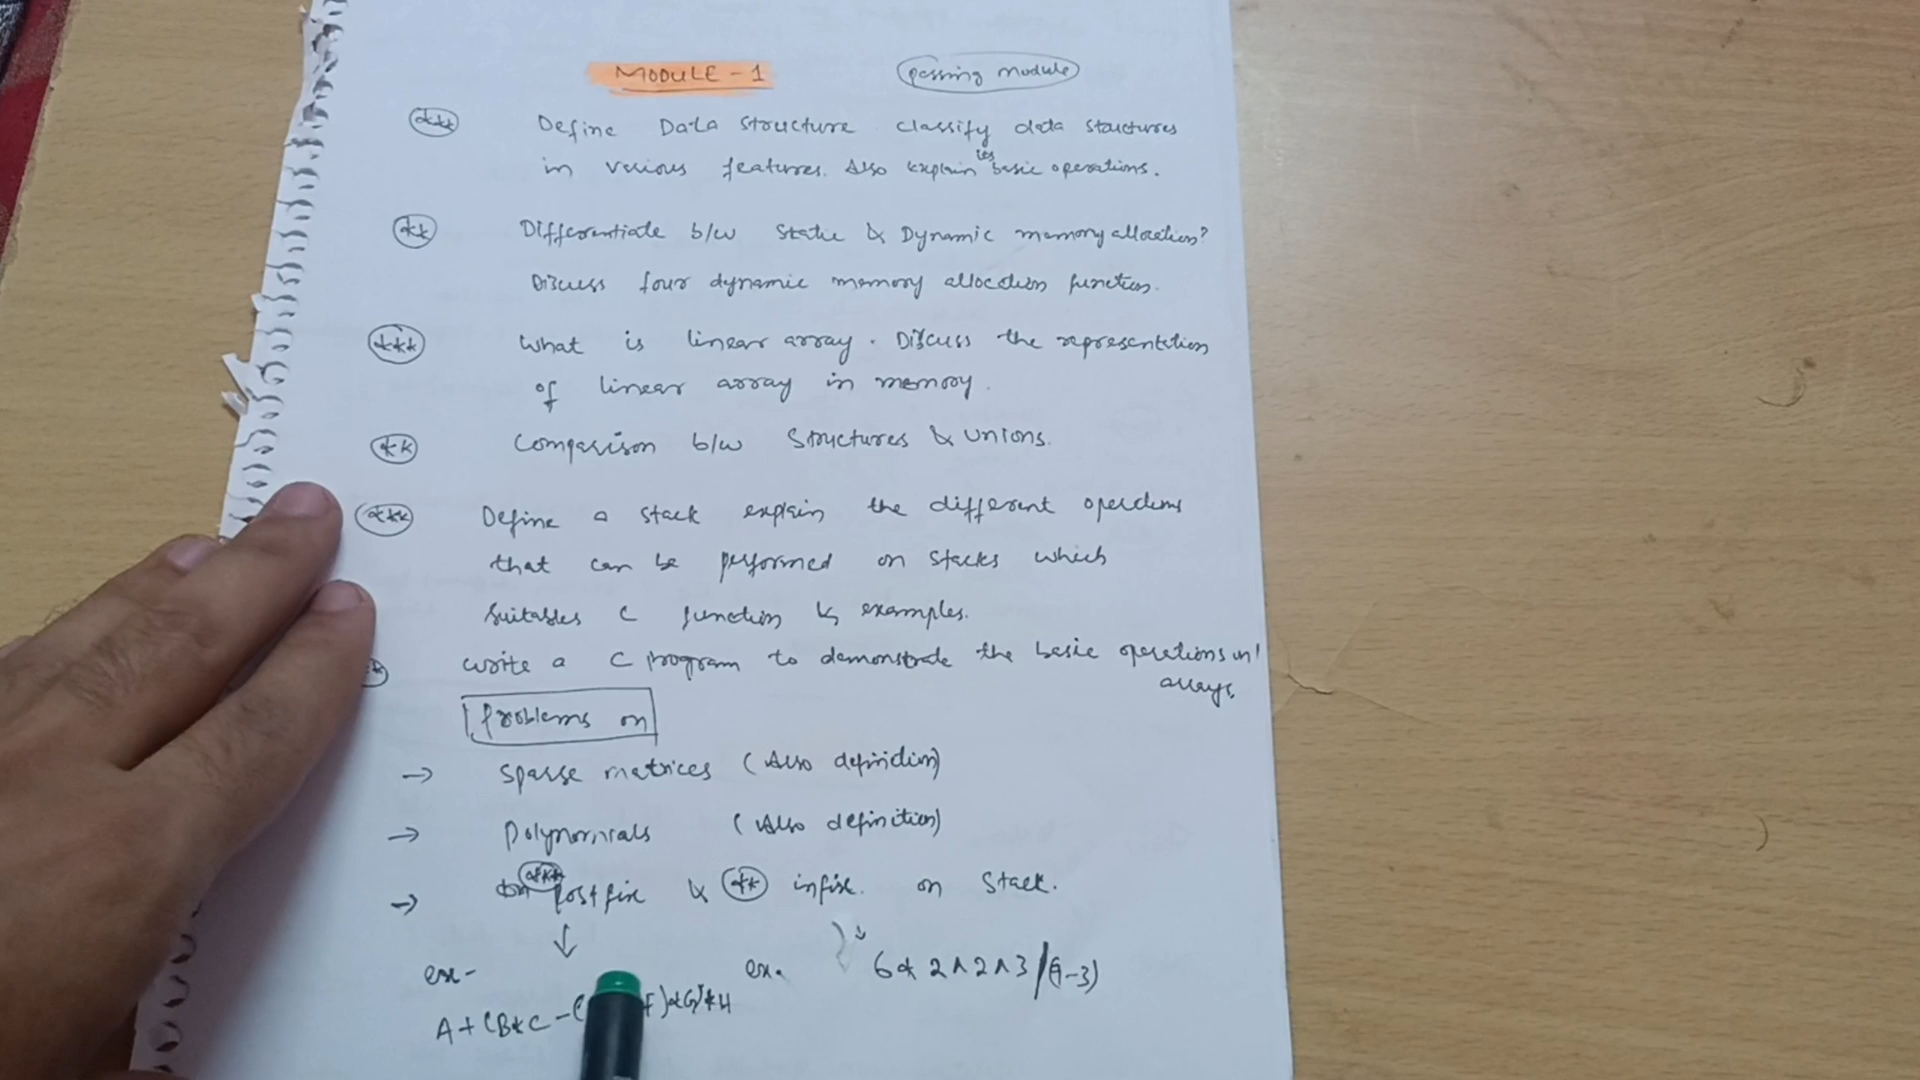 MODULE - 1 passing module
*** Define Data structure classify data structures
in various features. Also explain its basic operations.
** Differentiate b/w Static & Dynamic memory allocation?
Discuss four dynamic memory allocation function.
*** What is linear array. Discuss the representation
of linear array in memory.
** Comparison b/w Structures & Unions.
*** Define a stack explain the different operations
that can be performed on stacks which
suitables C function & examples.
write a C program to demonstrate the basic operations on
arrays.
Problems on
→ Sparse matrices (Also definition)
→ Polynomials (Also definition)
→ *** postfix & ** infix. on Stack.
ex- ex. 6 * 2 ^ 2 ^ 3 /
A + (B*C - ( F) * G) * H